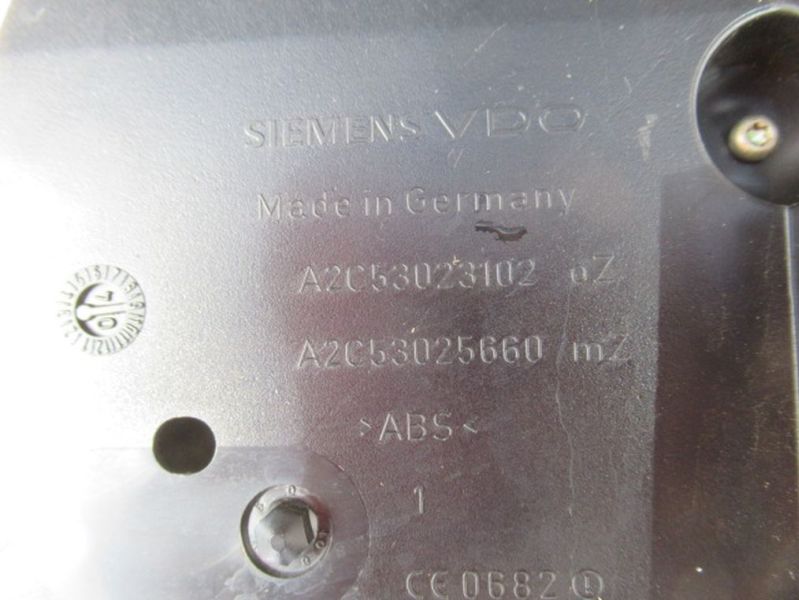 SIEMENS VDO
Made in Germany
A2C53023102 oZ
A2C53025660 mZ
>ABS<
1
CE 0682